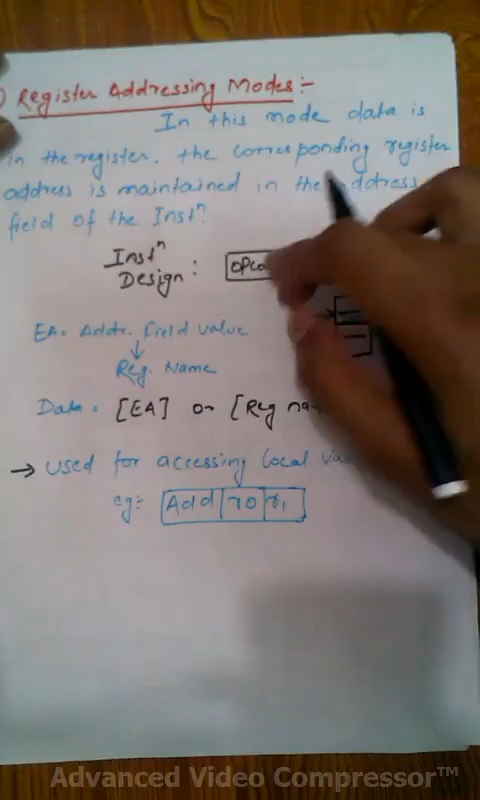 ) Register Addressing Modes :-
In this mode data is
in the register. the corresponding register
address is maintained in the address
field of the Instⁿ.
Instⁿ
Design :
EA = Addr. field value
↓
Reg. Name
Data = [EA] or [Reg
→ used for accessing local
eg:- Add r0 r1
Advanced Video Compressor™